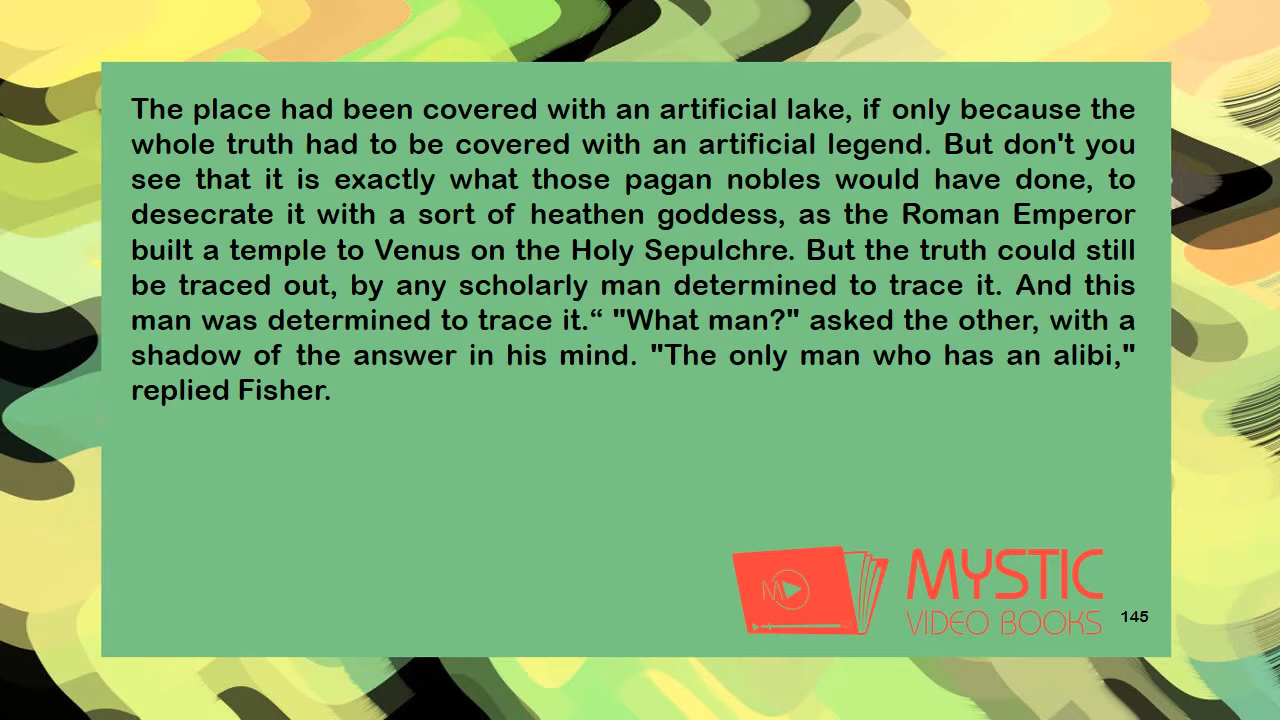 The place had been covered with an artificial lake, if only because the
whole truth had to be covered with an artificial legend. But don't you
see that it is exactly what those pagan nobles would have done, to
desecrate it with a sort of heathen goddess, as the Roman Emperor
built a temple to Venus on the Holy Sepulchre. But the truth could still
be traced out, by any scholarly man determined to trace it. And this
man was determined to trace it.“ "What man?" asked the other, with a
shadow of the answer in his mind. "The only man who has an alibi,"
replied Fisher.
M
MYSTIC
VIDEO BOOKS
145